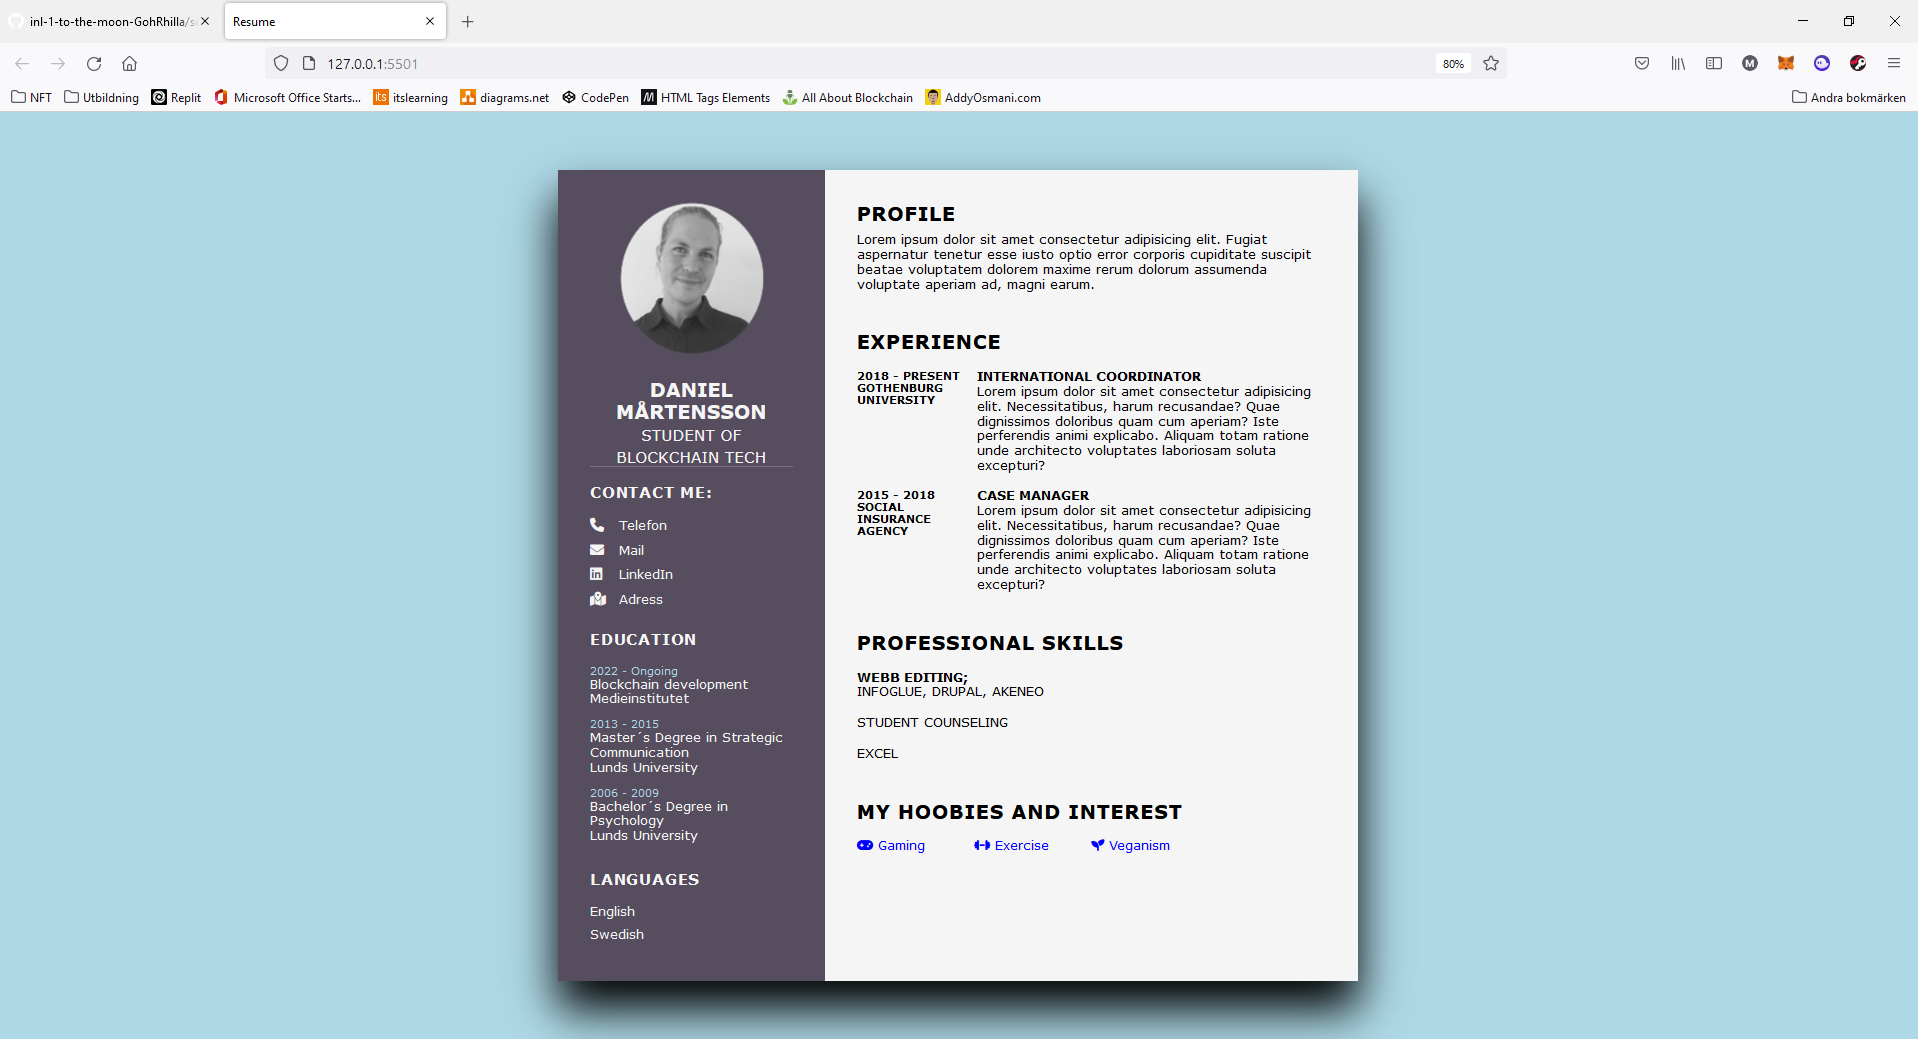 inl-1-to-the-moon-GohRhilla/s
Resume
127.0.0.1:5501
80%
NFT
Utbildning
Replit
Microsoft Office Starts...
itslearning
diagrams.net
CodePen
HTML Tags Elements
All About Blockchain
AddyOsmani.com
Andra bokmärken
DANIEL
MÅRTENSSON
STUDENT OF
BLOCKCHAIN TECH
CONTACT ME:
Telefon
Mail
LinkedIn
Adress
EDUCATION
2022 - Ongoing
Blockchain development
Medieinstitutet
2013 - 2015
Master´s Degree in Strategic
Communication
Lunds University
2006 - 2009
Bachelor´s Degree in
Psychology
Lunds University
LANGUAGES
English
Swedish
PROFILE
Lorem ipsum dolor sit amet consectetur adipisicing elit. Fugiat
aspernatur tenetur esse iusto optio error corporis cupiditate suscipit
beatae voluptatem dolorem maxime rerum dolorum assumenda
voluptate aperiam ad, magni earum.
EXPERIENCE
2018 - PRESENT
GOTHENBURG
UNIVERSITY
INTERNATIONAL COORDINATOR
Lorem ipsum dolor sit amet consectetur adipisicing
elit. Necessitatibus, harum recusandae? Quae
dignissimos doloribus quam cum aperiam? Iste
perferendis animi explicabo. Aliquam totam ratione
unde architecto voluptates laboriosam soluta
excepturi?
2015 - 2018
SOCIAL
INSURANCE
AGENCY
CASE MANAGER
Lorem ipsum dolor sit amet consectetur adipisicing
elit. Necessitatibus, harum recusandae? Quae
dignissimos doloribus quam cum aperiam? Iste
perferendis animi explicabo. Aliquam totam ratione
unde architecto voluptates laboriosam soluta
excepturi?
PROFESSIONAL SKILLS
WEBB EDITING;
INFOGLUE, DRUPAL, AKENEO
STUDENT COUNSELING
EXCEL
MY HOOBIES AND INTEREST
Gaming
Exercise
Veganism